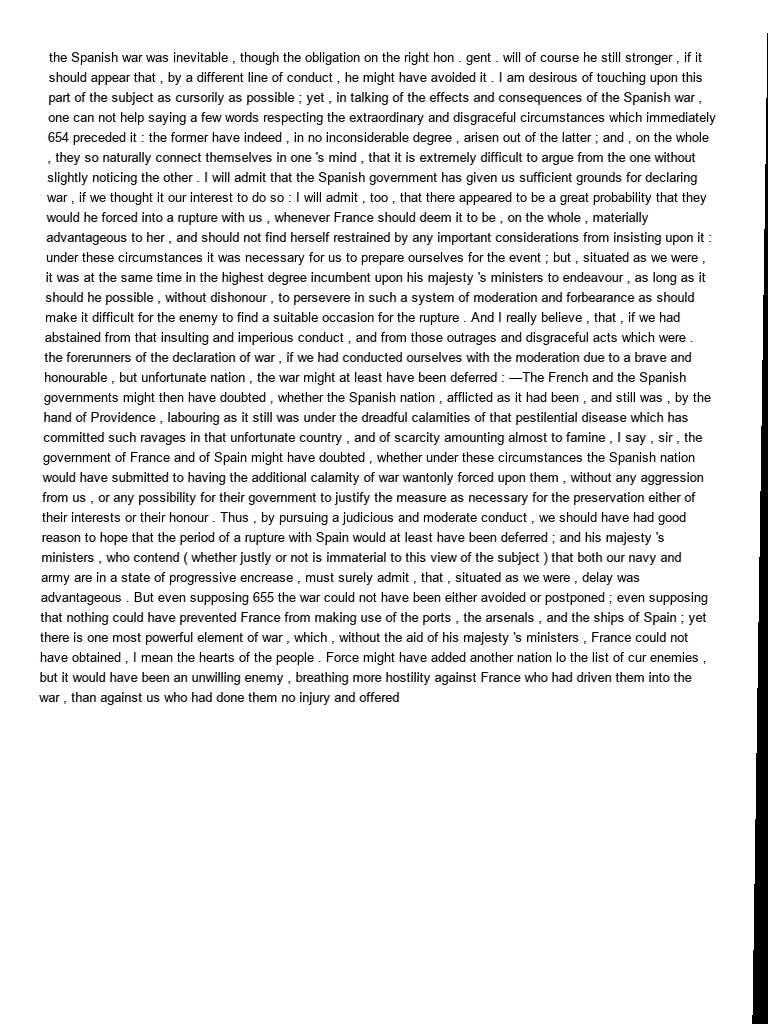 the Spanish war was inevitable , though the obligation on the right hon . gent . will of course he still stronger , if it
should appear that , by a different line of conduct , he might have avoided it . I am desirous of touching upon this
part of the subject as cursorily as possible ; yet , in talking of the effects and consequences of the Spanish war ,
one can not help saying a few words respecting the extraordinary and disgraceful circumstances which immediately
654 preceded it : the former have indeed , in no inconsiderable degree , arisen out of the latter ; and , on the whole
, they so naturally connect themselves in one 's mind , that it is extremely difficult to argue from the one without
slightly noticing the other . I will admit that the Spanish government has given us sufficient grounds for declaring
war , if we thought it our interest to do so : I will admit , too , that there appeared to be a great probability that they
would he forced into a rupture with us , whenever France should deem it to be , on the whole , materially
advantageous to her , and should not find herself restrained by any important considerations from insisting upon it :
under these circumstances it was necessary for us to prepare ourselves for the event ; but , situated as we were ,
it was at the same time in the highest degree incumbent upon his majesty 's ministers to endeavour , as long as it
should he possible , without dishonour , to persevere in such a system of moderation and forbearance as should
make it difficult for the enemy to find a suitable occasion for the rupture . And I really believe , that , if we had
abstained from that insulting and imperious conduct , and from those outrages and disgraceful acts which were .
the forerunners of the declaration of war , if we had conducted ourselves with the moderation due to a brave and
honourable , but unfortunate nation , the war might at least have been deferred : —The French and the Spanish
governments might then have doubted , whether the Spanish nation , afflicted as it had been , and still was , by the
hand of Providence , labouring as it still was under the dreadful calamities of that pestilential disease which has
committed such ravages in that unfortunate country , and of scarcity amounting almost to famine , I say , sir , the
government of France and of Spain might have doubted , whether under these circumstances the Spanish nation
would have submitted to having the additional calamity of war wantonly forced upon them , without any aggression
from us , or any possibility for their government to justify the measure as necessary for the preservation either of
their interests or their honour . Thus , by pursuing a judicious and moderate conduct , we should have had good
reason to hope that the period of a rupture with Spain would at least have been deferred ; and his majesty 's
ministers , who contend ( whether justly or not is immaterial to this view of the subject ) that both our navy and
army are in a state of progressive encrease , must surely admit , that , situated as we were , delay was
advantageous . But even supposing 655 the war could not have been either avoided or postponed ; even supposing
that nothing could have prevented France from making use of the ports , the arsenals , and the ships of Spain ; yet
there is one most powerful element of war , which , without the aid of his majesty 's ministers , France could not
have obtained , I mean the hearts of the people . Force might have added another nation lo the list of cur enemies ,
but it would have been an unwilling enemy , breathing more hostility against France who had driven them into the
war , than against us who had done them no injury and offered